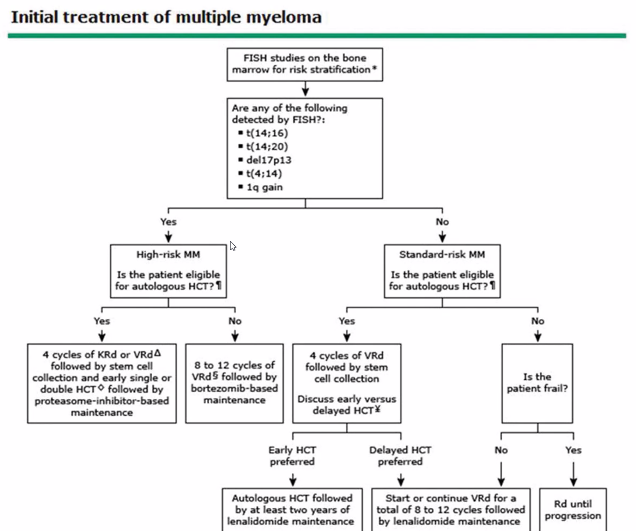 Initial treatment of multiple myeloma
FISH studies on the bone
marrow for risk stratification*
Are any of the following
detected by FISH?:
▪ t(14;16)
▪ t(14;20)
▪ del17p13
▪ t(4;14)
▪ 1q gain
Yes
No
High-risk MM
Is the patient eligible
for autologous HCT?¶
Standard-risk MM
Is the patient eligible
for autologous HCT?¶
Yes
No
Yes
No
4 cycles of KRd or VRdΔ
followed by stem cell
collection and early single or
double HCT◊ followed by
proteasome-inhibitor-based
maintenance
8 to 12 cycles of
VRd§ followed by
bortezomib-based
maintenance
4 cycles of VRd
followed by stem
cell collection
Discuss early versus
delayed HCT¥
Is the
patient frail?
Early HCT
preferred
Delayed HCT
preferred
No
Yes
Autologous HCT followed
by at least two years of
lenalidomide maintenance
Start or continue VRd for a
total of 8 to 12 cycles followed
by lenalidomide maintenance
Rd until
progression